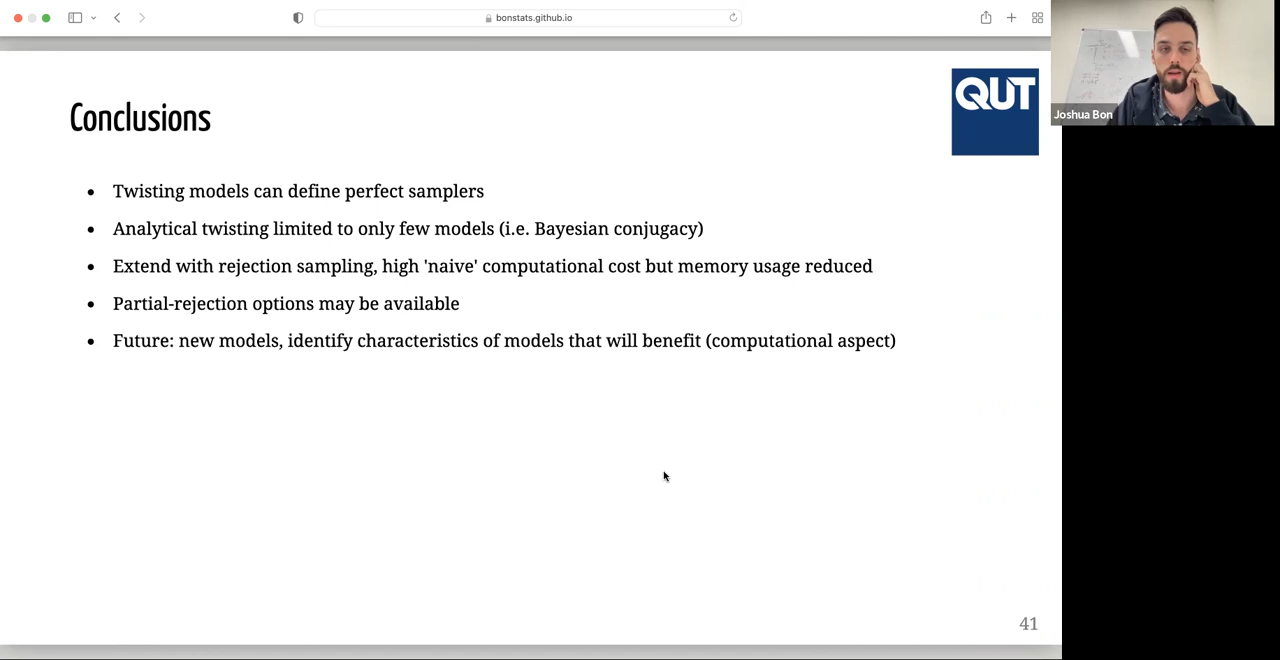 bonstats.github.io
Conclusions
QUT
Joshua Bon
• Twisting models can define perfect samplers
• Analytical twisting limited to only few models (i.e. Bayesian conjugacy)
• Extend with rejection sampling, high 'naive' computational cost but memory usage reduced
• Partial-rejection options may be available
• Future: new models, identify characteristics of models that will benefit (computational aspect)
41